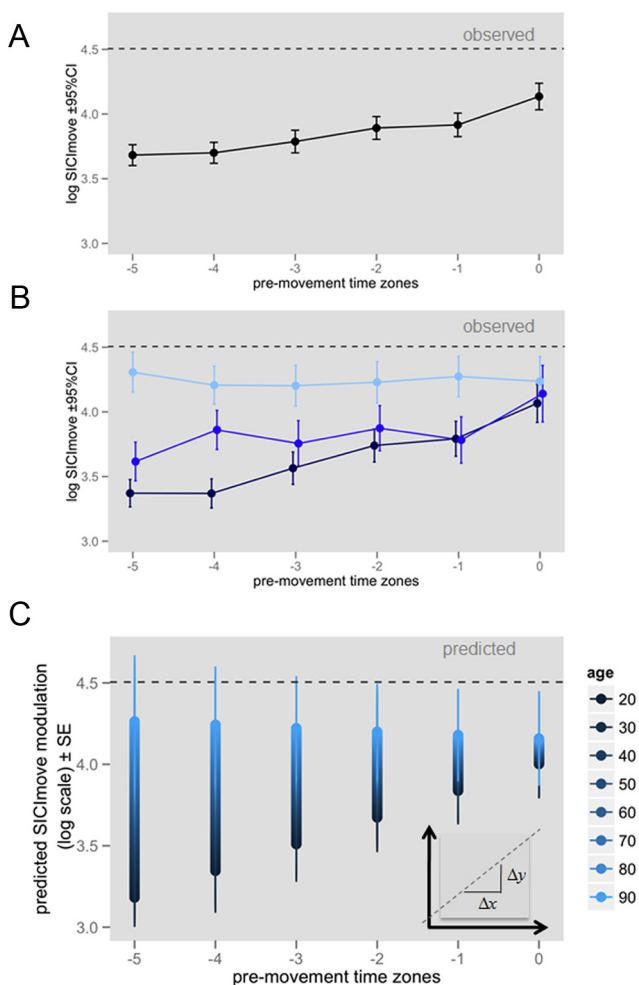 A
observed
log SICImove ±95%CI
4.5
4.0
3.5
3.0
-5 -4 -3 -2 -1 0
pre-movement time zones
B
observed
log SICImove ±95%CI
4.5
4.0
3.5
3.0
-5 -4 -3 -2 -1 0
pre-movement time zones
C
predicted
predicted SICImove modulation
(log scale) ± SE
4.5
4.0
3.5
3.0
Δy
Δx
-5 -4 -3 -2 -1 0
pre-movement time zones
age
20
30
40
50
60
70
80
90